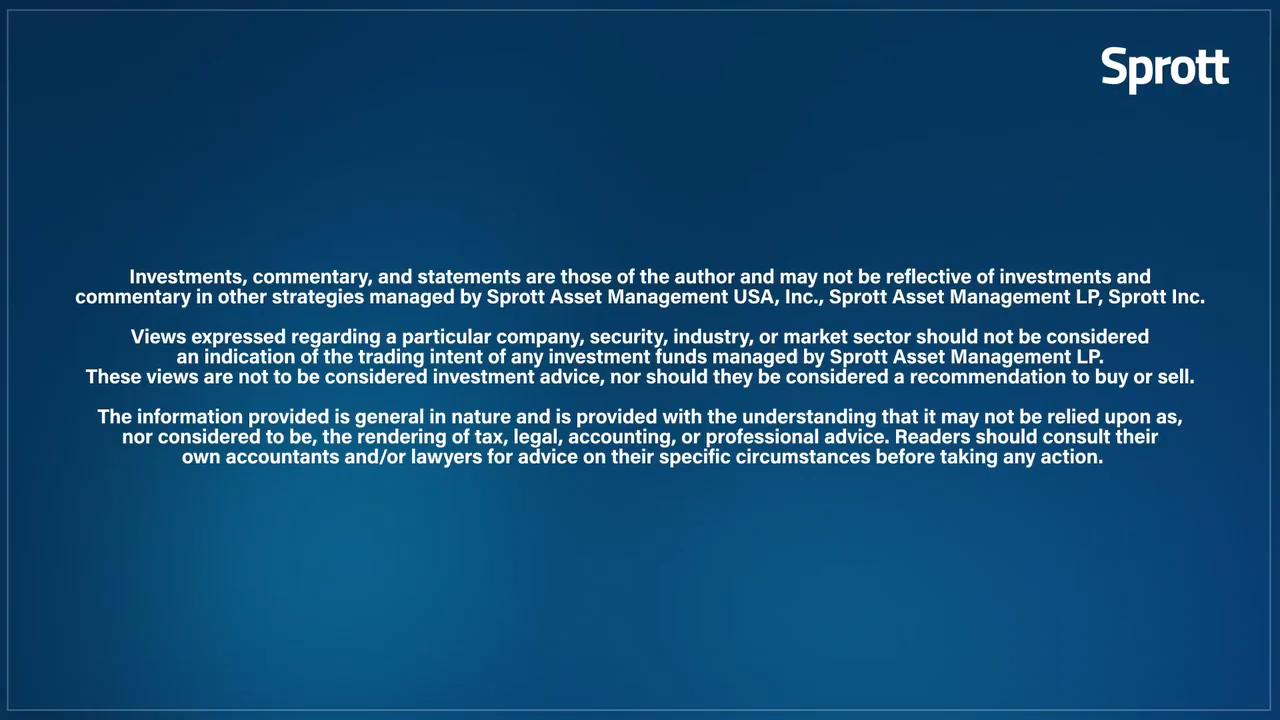 Sprott
Investments, commentary, and statements are those of the author and may not be reflective of investments and
commentary in other strategies managed by Sprott Asset Management USA, Inc., Sprott Asset Management LP, Sprott Inc.
Views expressed regarding a particular company, security, industry, or market sector should not be considered
an indication of the trading intent of any investment funds managed by Sprott Asset Management LP.
These views are not to be considered investment advice, nor should they be considered a recommendation to buy or sell.
The information provided is general in nature and is provided with the understanding that it may not be relied upon as,
nor considered to be, the rendering of tax, legal, accounting, or professional advice. Readers should consult their
own accountants and/or lawyers for advice on their specific circumstances before taking any action.